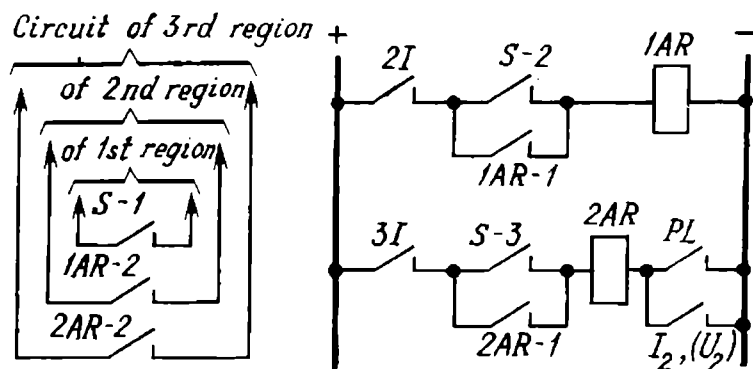 Circuit of 3rd region
of 2nd region
of 1st region
S-1
1AR-2
2AR-2
+
−
2I
S-2
1AR
1AR-1
3I
S-3
2AR
PL
2AR-1
I₂,(U₂)